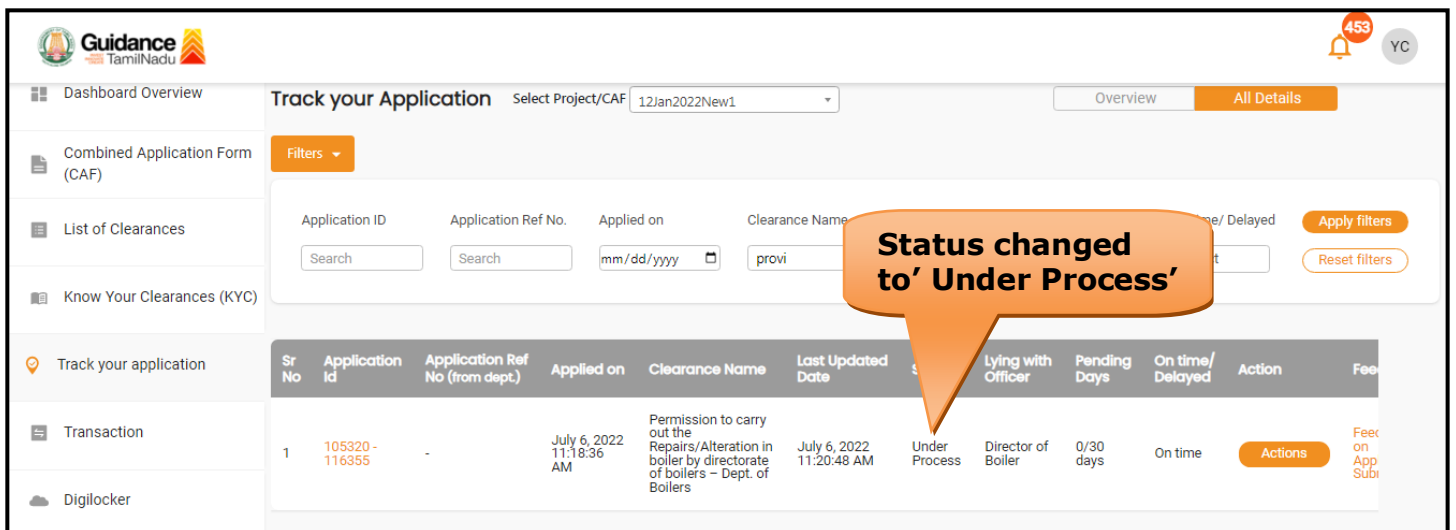 453
Guidance
TamilNadu
YC
Dashboard Overview
Track your Application Select Project/CAF 12Jan2022New1
Overview All Details
Combined Application Form
(CAF)
Filters
List of Clearances
Application ID Application Ref No. Applied on Clearance Name Delayed
Apply filters
Search Search mm/dd/yyyy provi
Reset filters
Status changed
to’ Under Process’
Know Your Clearances (KYC)
Track your application
Sr
No
Application
Id
Application Ref
No (from dept.)
Applied on
Clearance Name
Last Updated
Date
Lying with
Officer
Pending
Days
On time/
Delayed
Action
Transaction
1
105320 -
116355
-
July 6, 2022
11:18:36
AM
Permission to carry
out the
Repairs/Alteration in
boiler by directorate
of boilers – Dept. of
Boilers
July 6, 2022
11:20:48 AM
Under
Process
Director of
Boiler
0/30
days
On time
Actions
on
Digilocker